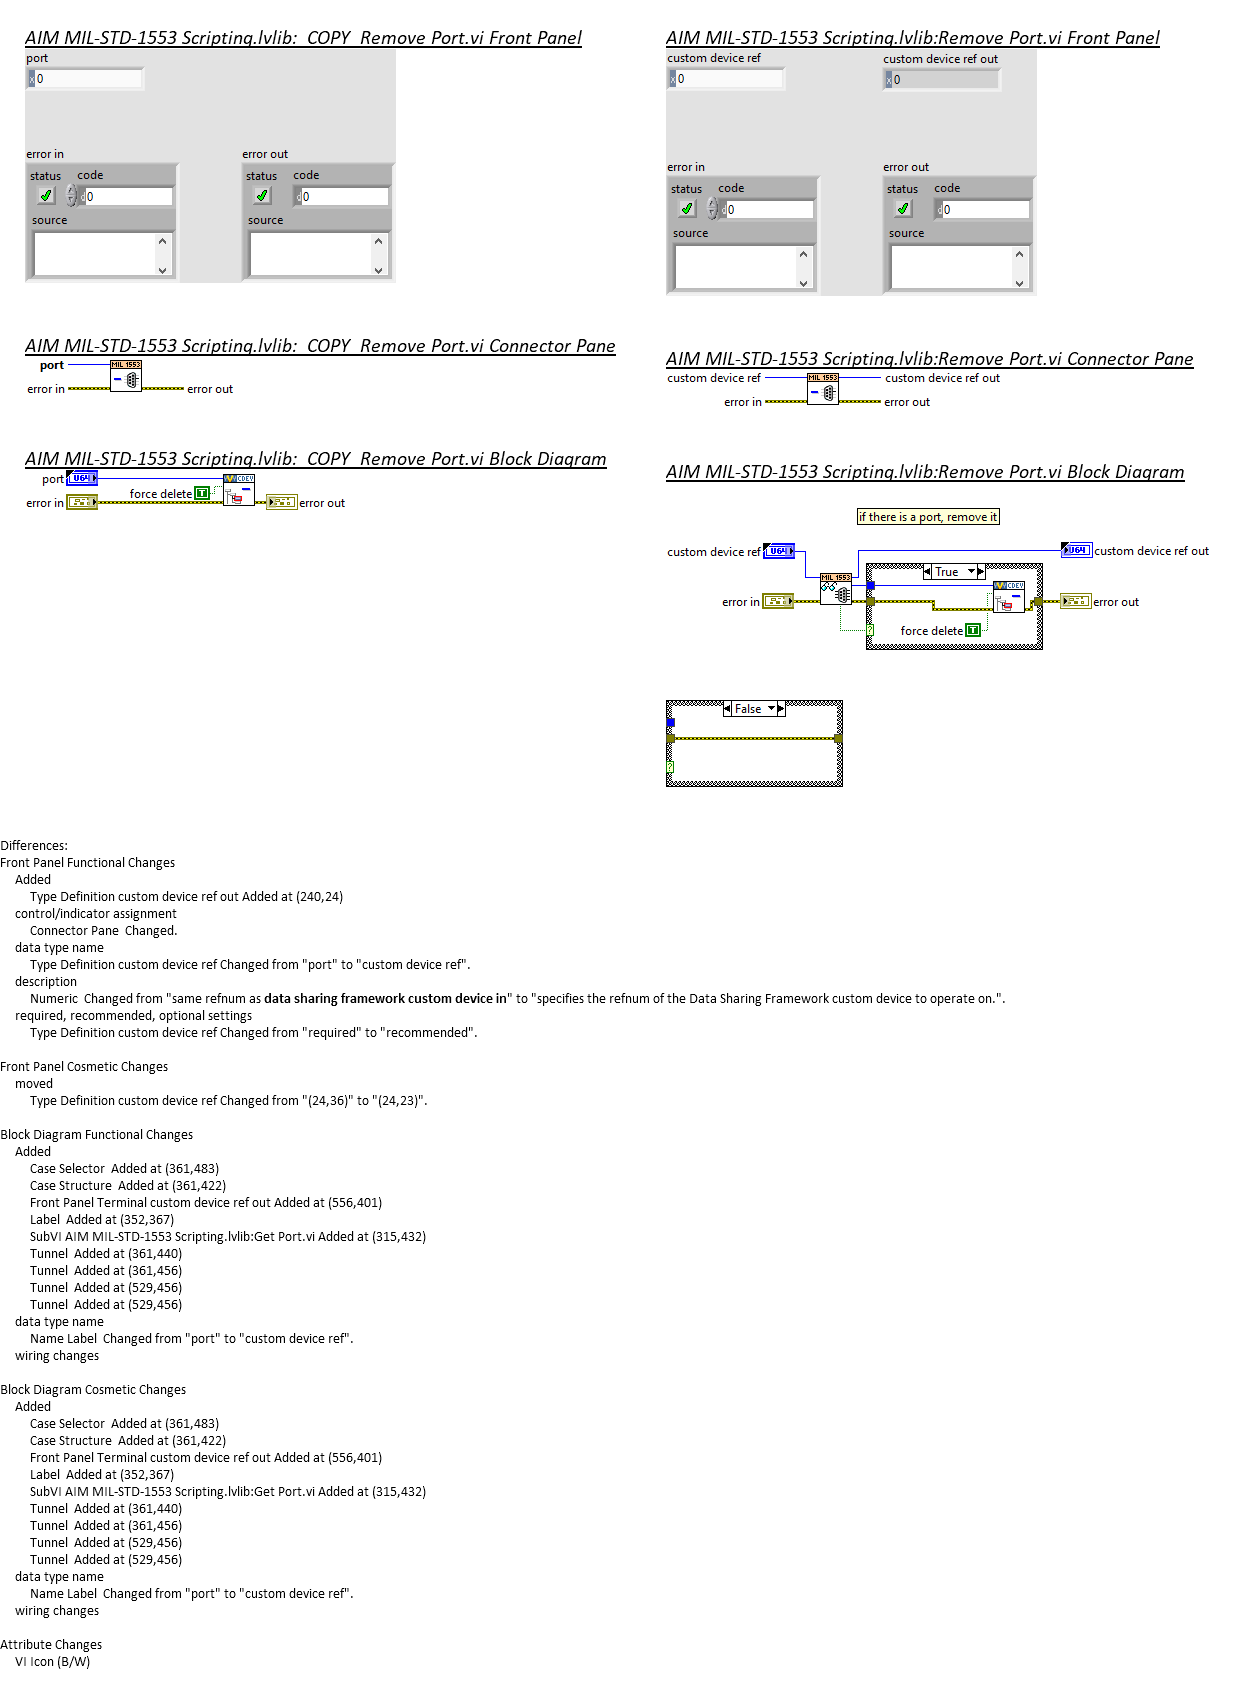 AIM MIL-STD-1553 Scripting.lvlib:_COPY_Remove Port.vi Front Panel
port
x 0
error in
status code
d 0
source
error out
status code
d 0
source
AIM MIL-STD-1553 Scripting.lvlib:Remove Port.vi Front Panel
custom device ref
x 0
custom device ref out
x 0
error in
status code
d 0
source
error out
status code
d 0
source
AIM MIL-STD-1553 Scripting.lvlib:_COPY_Remove Port.vi Connector Pane
port
MIL 1553
error in
error out
AIM MIL-STD-1553 Scripting.lvlib:Remove Port.vi Connector Pane
custom device ref
MIL 1553
custom device ref out
error in
error out
AIM MIL-STD-1553 Scripting.lvlib:_COPY_Remove Port.vi Block Diagram
port
U64
CDEV
force delete T
error in
error out
AIM MIL-STD-1553 Scripting.lvlib:Remove Port.vi Block Diagram
if there is a port, remove it
custom device ref
U64
U64
custom device ref out
MIL 1553
True
CDEV
error in
error out
?
force delete T
False
?
Differences:
Front Panel Functional Changes
Added
Type Definition custom device ref out Added at (240,24)
control/indicator assignment
Connector Pane  Changed.
data type name
Type Definition custom device ref Changed from "port" to "custom device ref".
description
Numeric  Changed from "same refnum as data sharing framework custom device in" to "specifies the refnum of the Data Sharing Framework custom device to operate on.".
required, recommended, optional settings
Type Definition custom device ref Changed from "required" to "recommended".
Front Panel Cosmetic Changes
moved
Type Definition custom device ref Changed from "(24,36)" to "(24,23)".
Block Diagram Functional Changes
Added
Case Selector  Added at (361,483)
Case Structure  Added at (361,422)
Front Panel Terminal custom device ref out Added at (556,401)
Label  Added at (352,367)
SubVI AIM MIL-STD-1553 Scripting.lvlib:Get Port.vi Added at (315,432)
Tunnel  Added at (361,440)
Tunnel  Added at (361,456)
Tunnel  Added at (529,456)
Tunnel  Added at (529,456)
data type name
Name Label  Changed from "port" to "custom device ref".
wiring changes
Block Diagram Cosmetic Changes
Added
Case Selector  Added at (361,483)
Case Structure  Added at (361,422)
Front Panel Terminal custom device ref out Added at (556,401)
Label  Added at (352,367)
SubVI AIM MIL-STD-1553 Scripting.lvlib:Get Port.vi Added at (315,432)
Tunnel  Added at (361,440)
Tunnel  Added at (361,456)
Tunnel  Added at (529,456)
Tunnel  Added at (529,456)
data type name
Name Label  Changed from "port" to "custom device ref".
wiring changes
Attribute Changes
VI Icon (B/W)